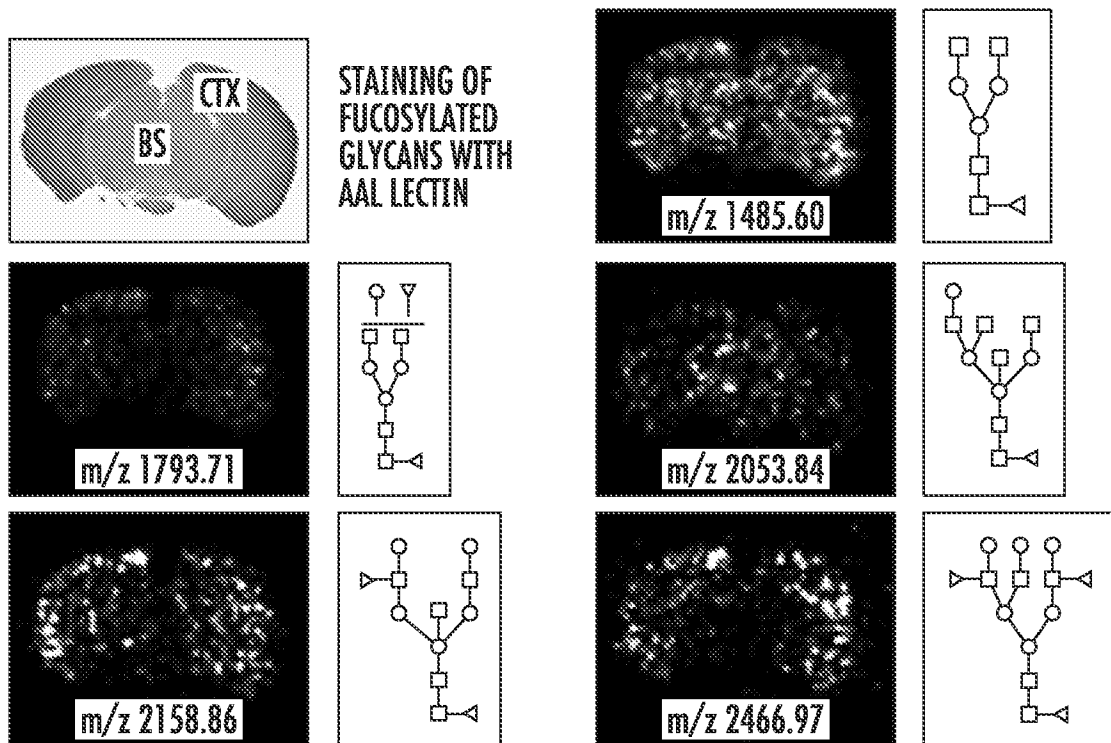 CTX
BS
STAINING OF
FUCOSYLATED
GLYCANS WITH
AAL LECTIN
m/z 1485.60
m/z 1793.71
m/z 2053.84
m/z 2158.86
m/z 2466.97